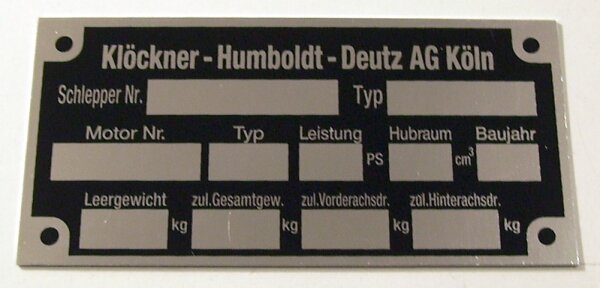 Klöckner - Humboldt - Deutz AG Köln
Schlepper Nr. Typ
Motor Nr. Typ Leistung Hubraum Baujahr
PS cm³
Leergewicht zul.Gesamtgew. zul.Vorderachsdr. zul.Hinterachsdr.
kg kg kg kg